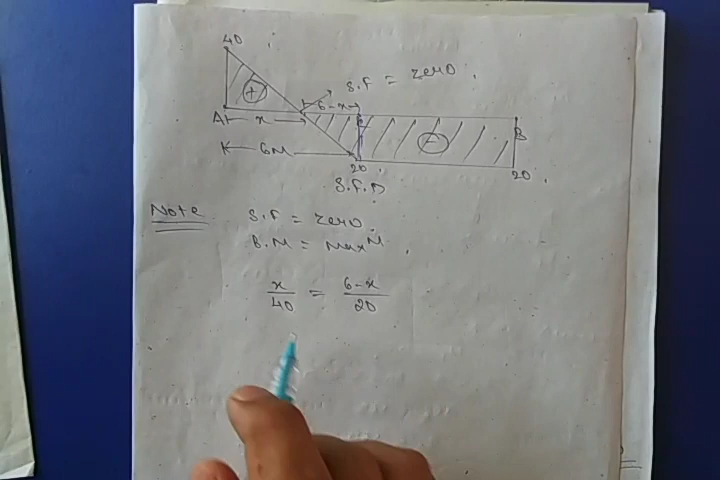 40
+
S.F = zero.
6-x
A x B
6M -
20 20
S.F.D
Note S.F = zero.
B.M = Max^M.
x/40 = 6-x/20